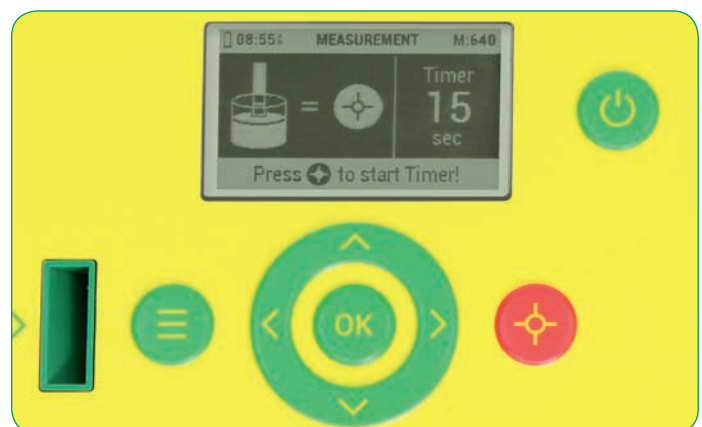 08:55 MEASUREMENT M:640
=
Timer
15
sec
Press to start Timer!
OK